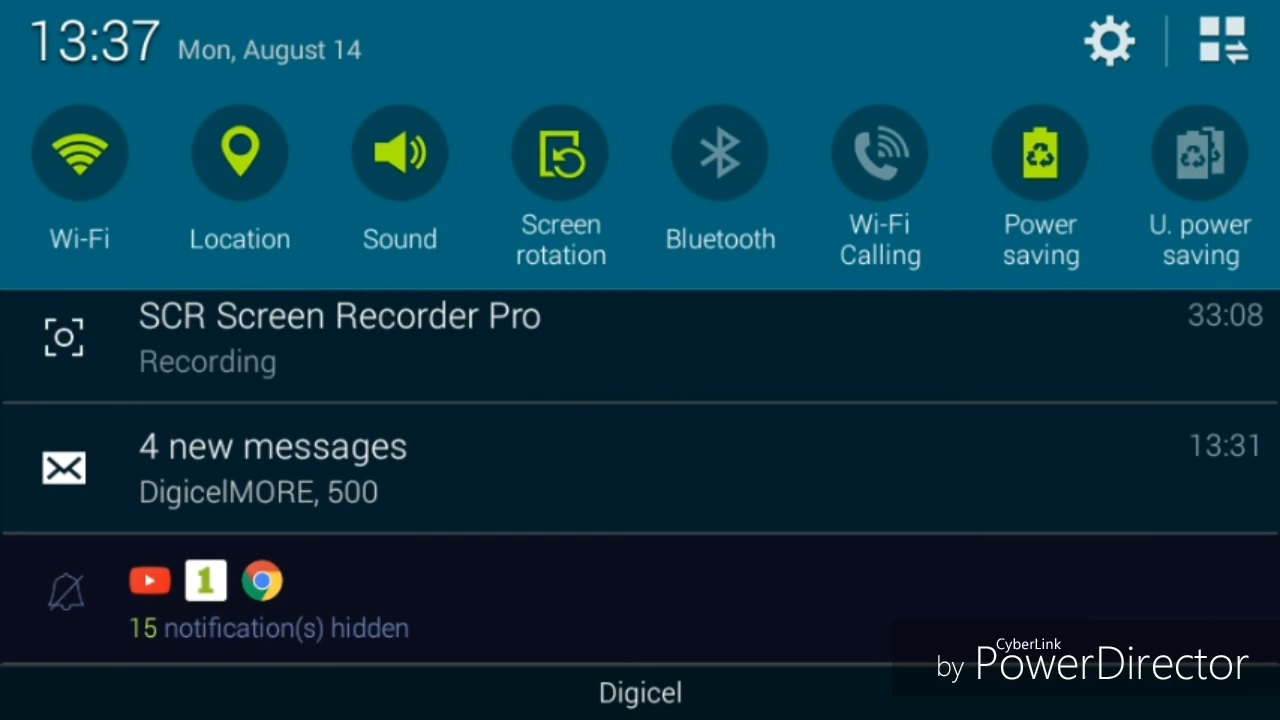 13:37 Mon, August 14
Wi-Fi Location Sound Screen rotation Bluetooth Wi-Fi Calling Power saving U. power saving
SCR Screen Recorder Pro 33:08
Recording
4 new messages 13:31
DigicelMORE, 500
1
15 notification(s) hidden
CyberLink
by PowerDirector
Digicel